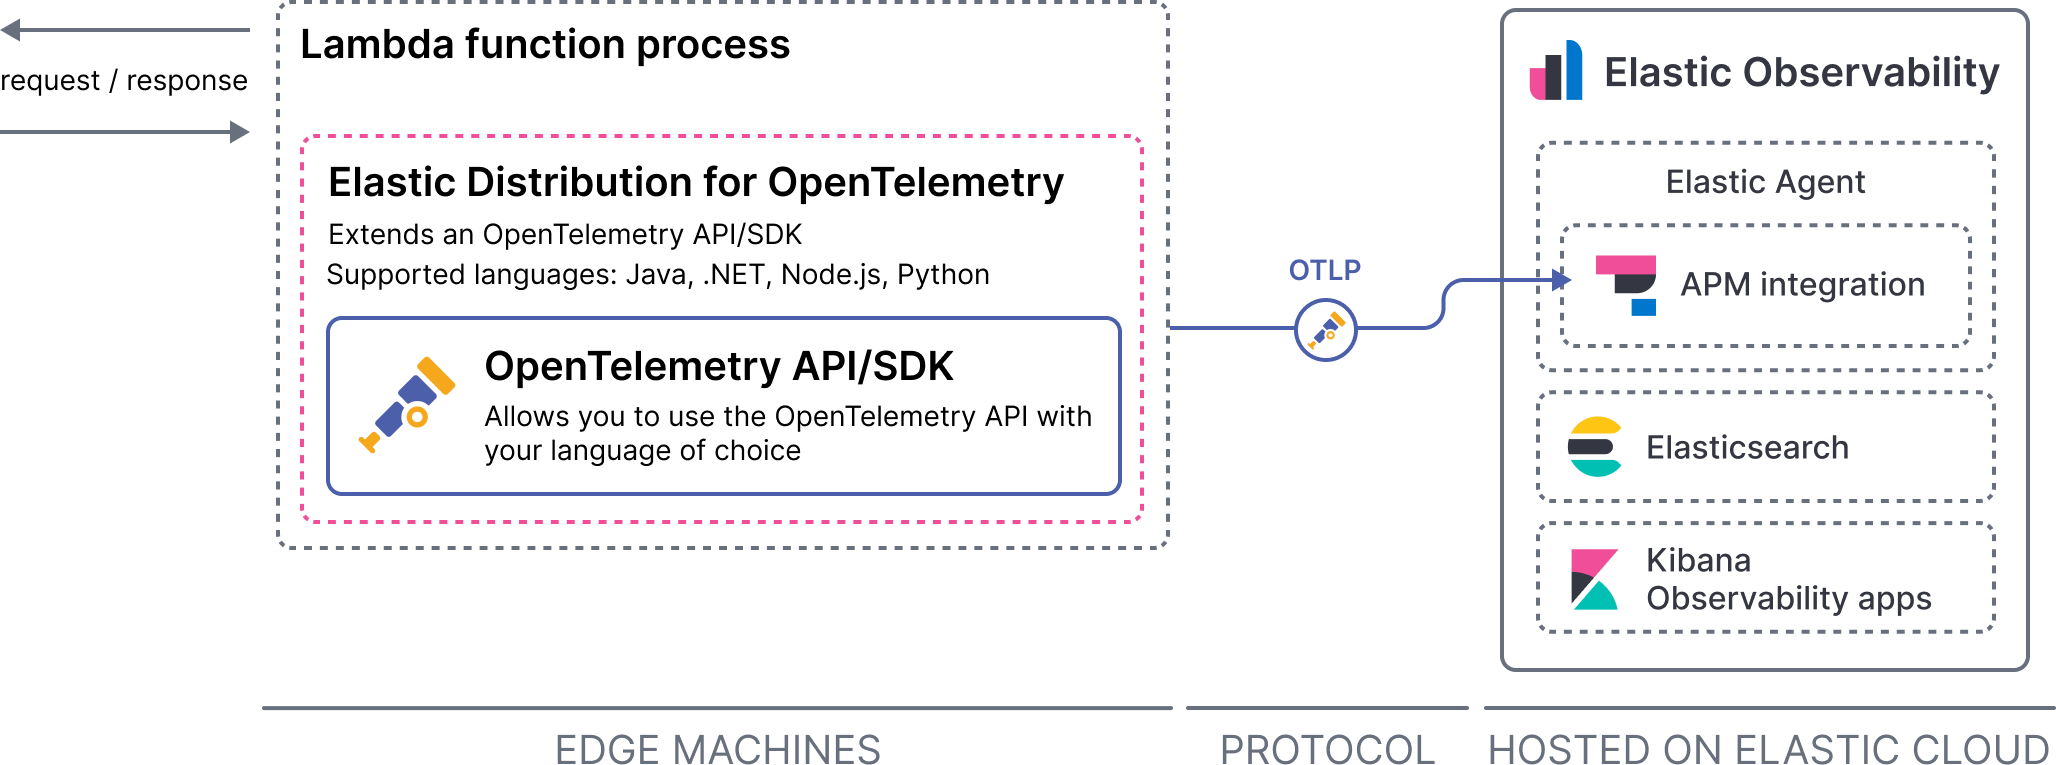 request / response
Lambda function process
Elastic Distribution for OpenTelemetry
Extends an OpenTelemetry API/SDK
Supported languages: Java, .NET, Node.js, Python
OpenTelemetry API/SDK
Allows you to use the OpenTelemetry API with
your language of choice
OTLP
Elastic Observability
Elastic Agent
APM integration
Elasticsearch
Kibana
Observability apps
EDGE MACHINES
PROTOCOL
HOSTED ON ELASTIC CLOUD